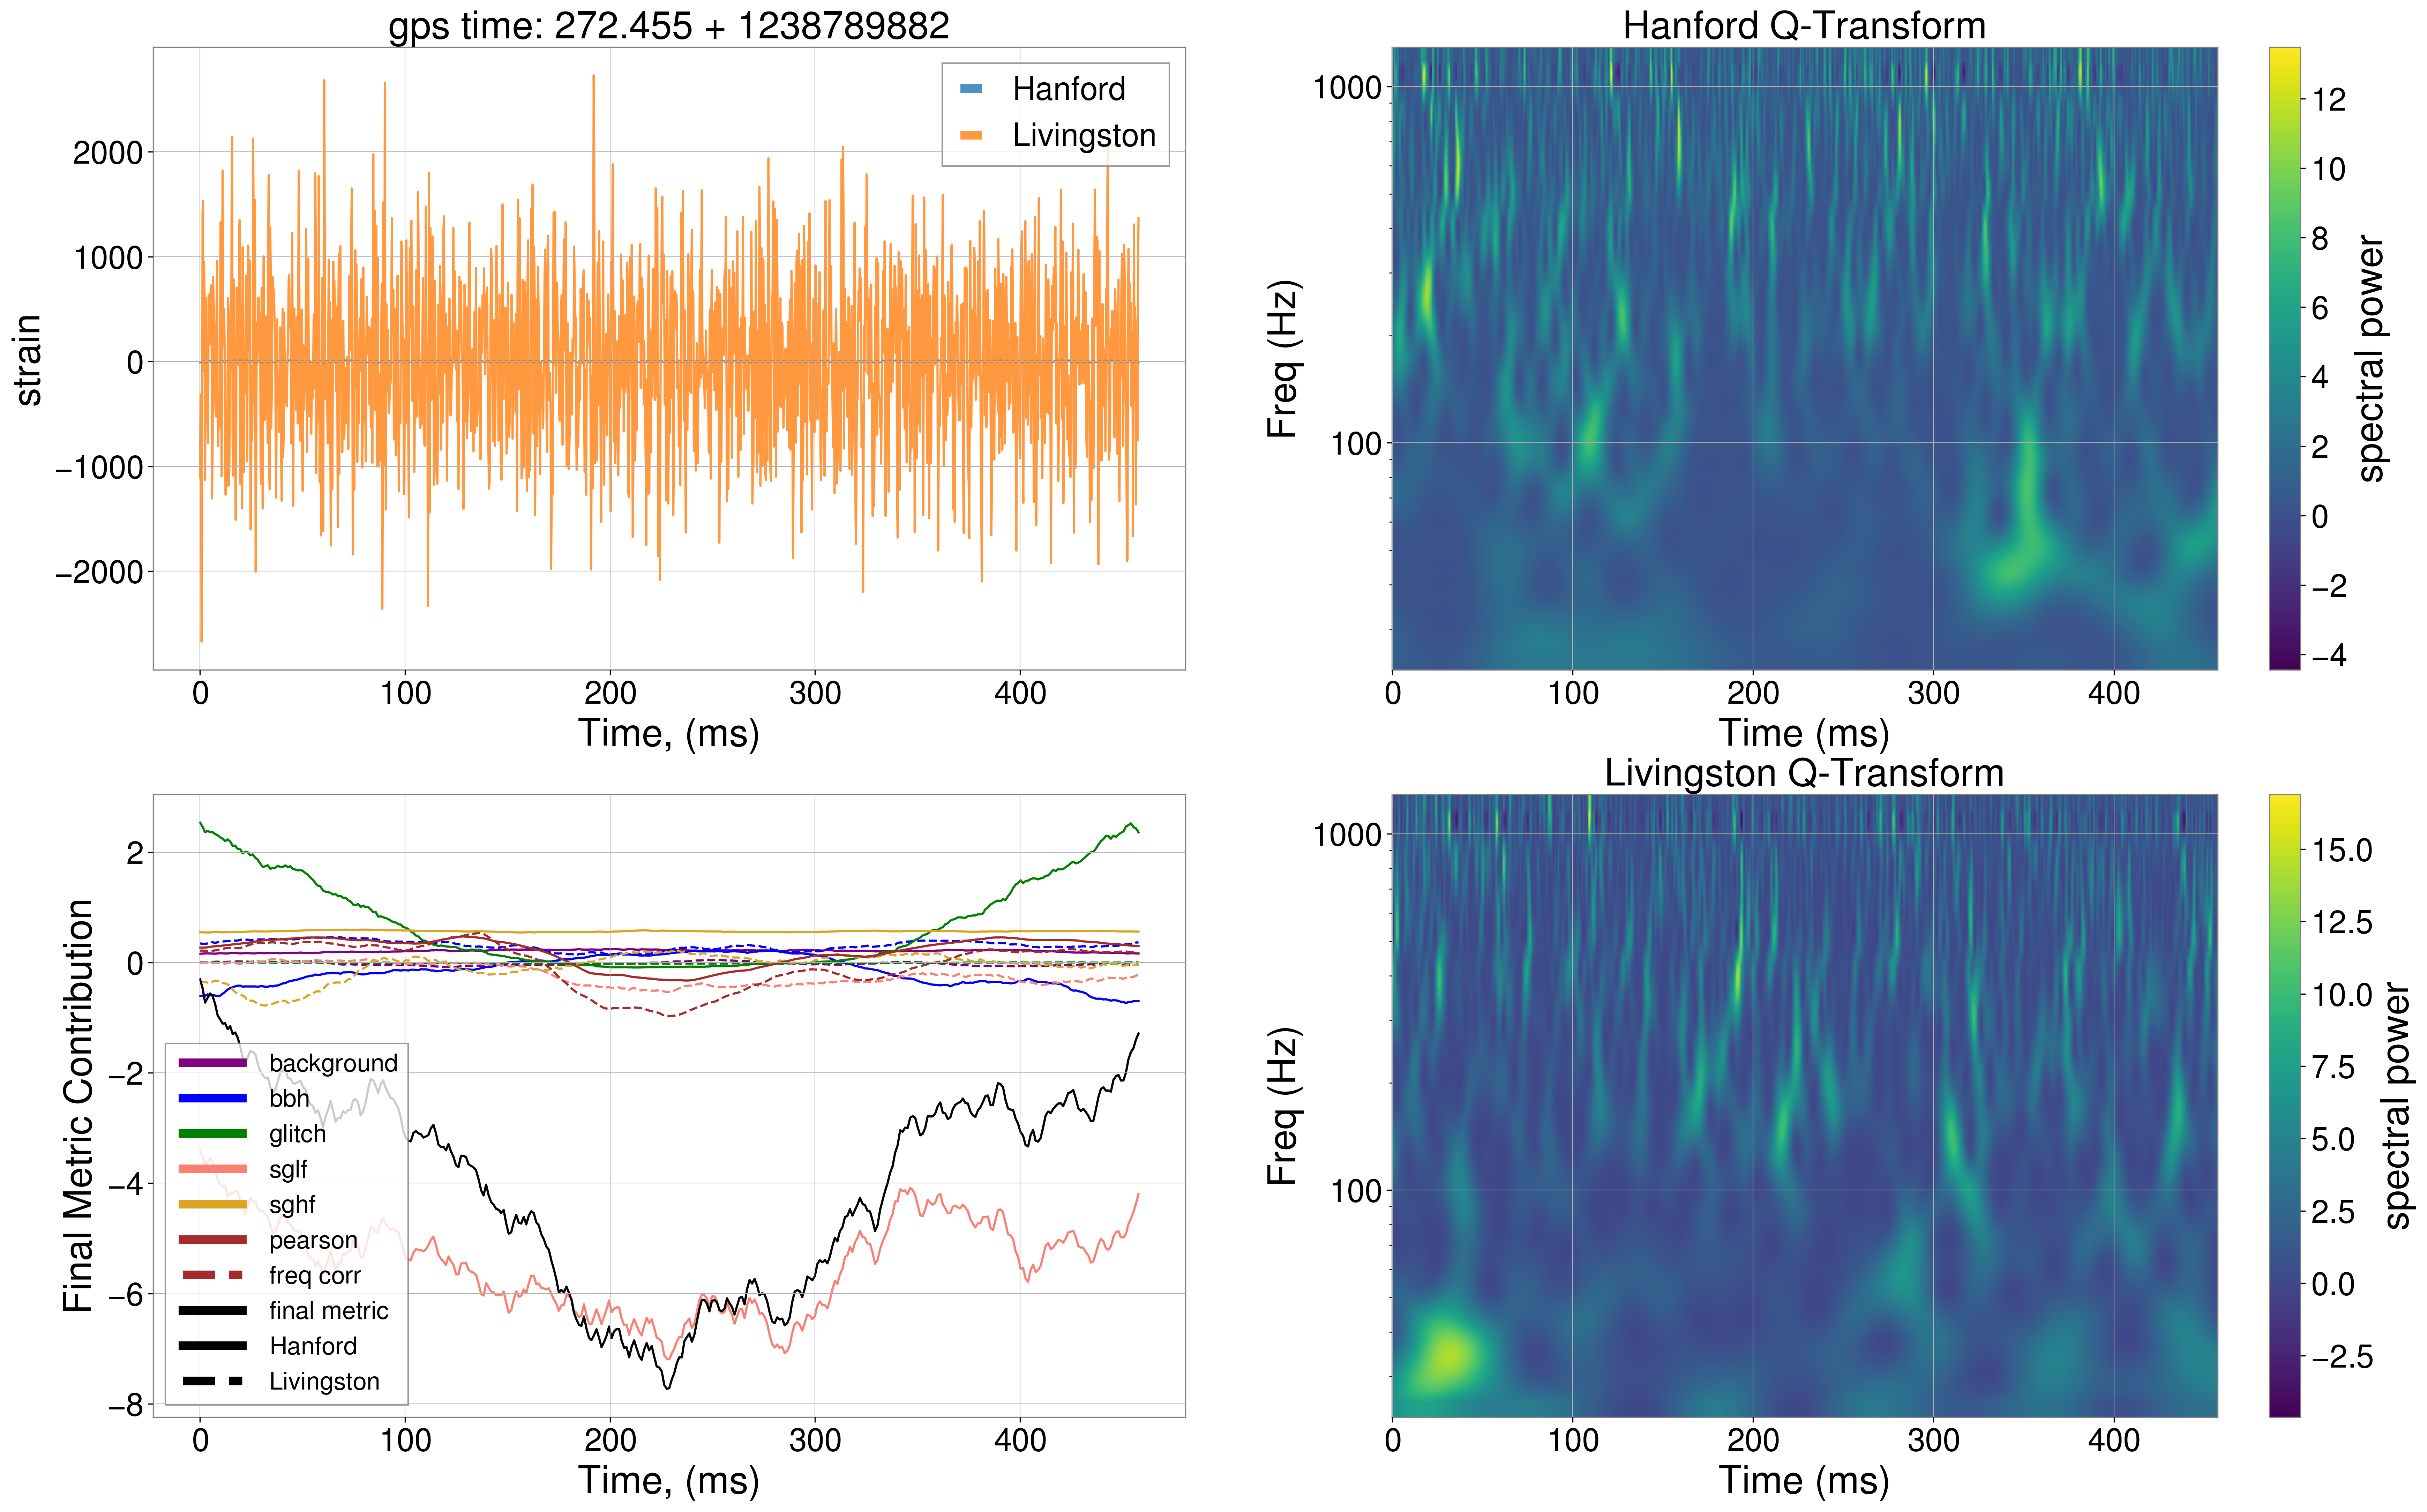 gps time: 272.455 + 1238789882
strain
2000
1000
0
−1000
−2000
Hanford
Livingston
0 100 200 300 400
Time, (ms)
Hanford Q-Transform
Freq (Hz)
1000
100
0 100 200 300 400
Time (ms)
12
10
8
6
4
2
0
−2
−4
spectral power
Final Metric Contribution
2
0
−2
−4
−6
−8
background
bbh
glitch
sglf
sghf
pearson
freq corr
final metric
Hanford
Livingston
0 100 200 300 400
Time, (ms)
Livingston Q-Transform
Freq (Hz)
1000
100
0 100 200 300 400
Time (ms)
15.0
12.5
10.0
7.5
5.0
2.5
0.0
−2.5
spectral power